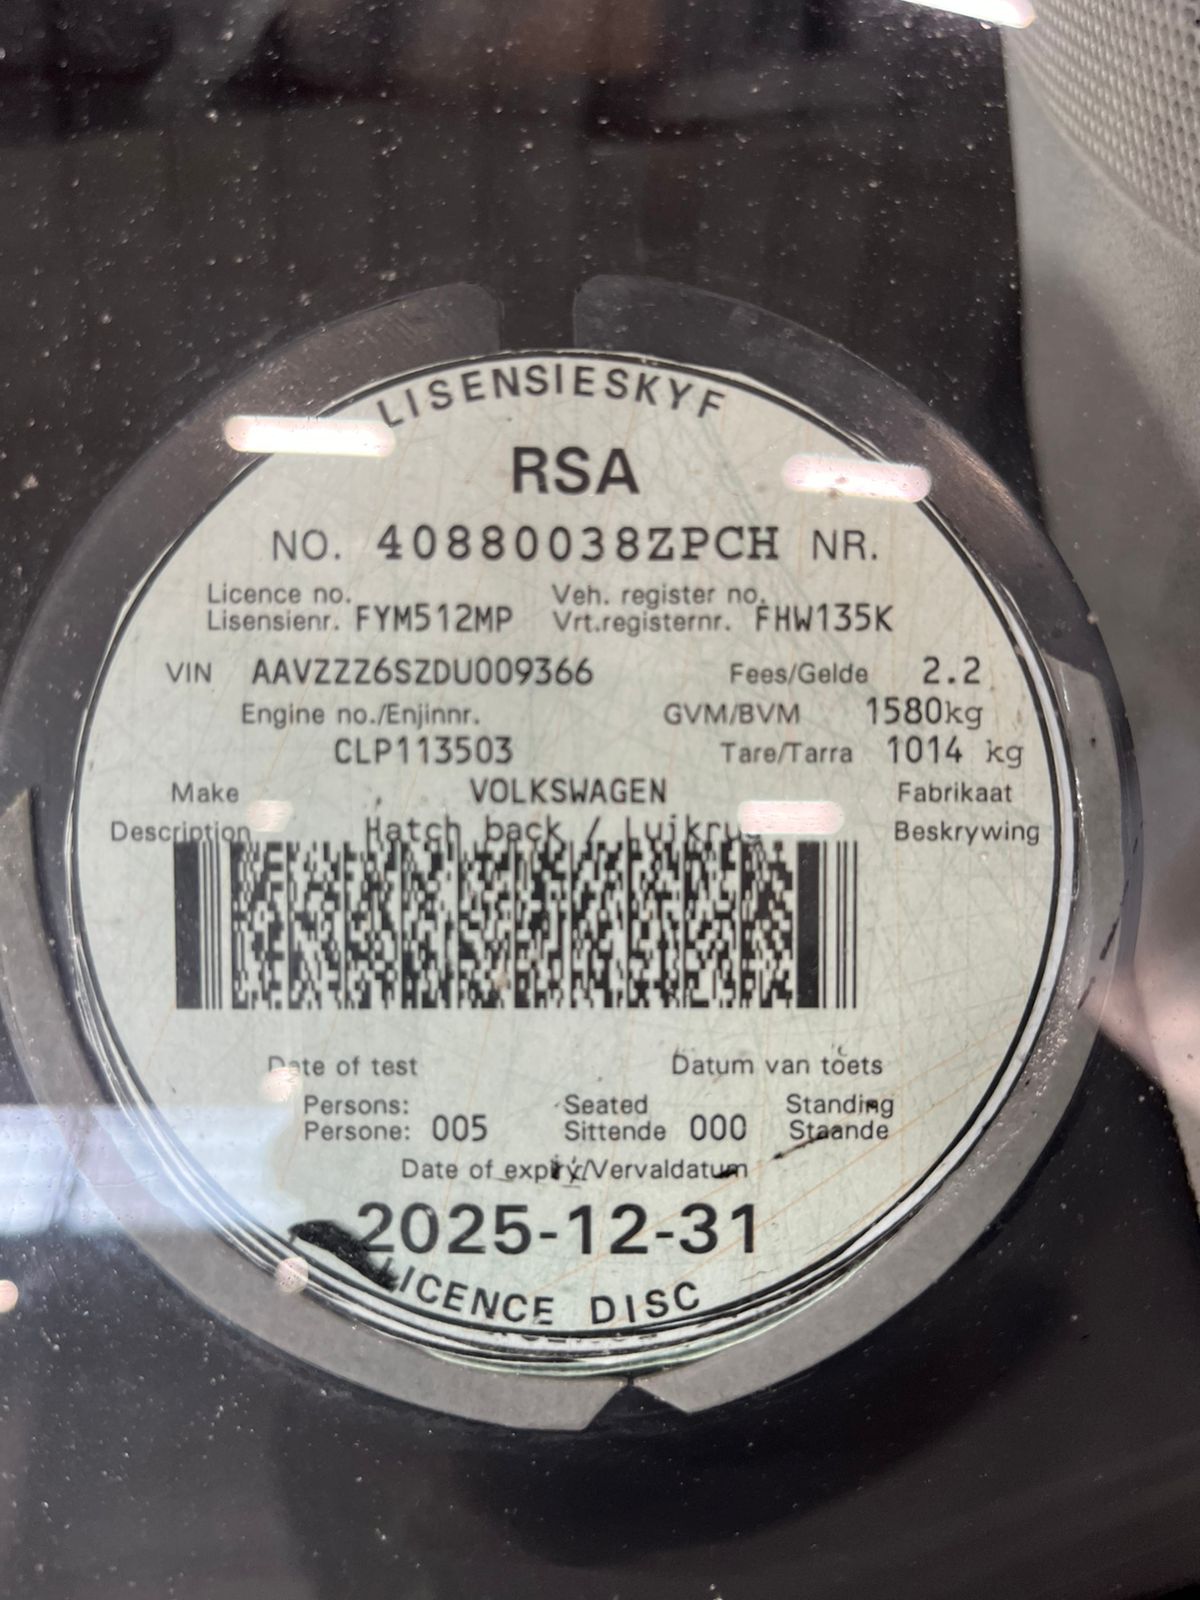 LISENSIESKYF
RSA
NO. 40880038ZPCH NR.
Licence no. Veh. register no.
Lisensienr. FYM512MP Vrt.registernr. FHW135K
VIN AAVZZZ6SZDU009366 Fees/Gelde 2.2
Engine no./Enjinnr. GVM/BVM 1580kg
CLP113503 Tare/Tarra 1014 kg
Make VOLKSWAGEN Fabrikaat
Description Hatch back / Luikrug Beskrywing
Date of test Datum van toets
Persons: Seated Standing
Persone: 005 Sittende 000 Staande
Date of expiry/Vervaldatum
2025-12-31
LICENCE DISC